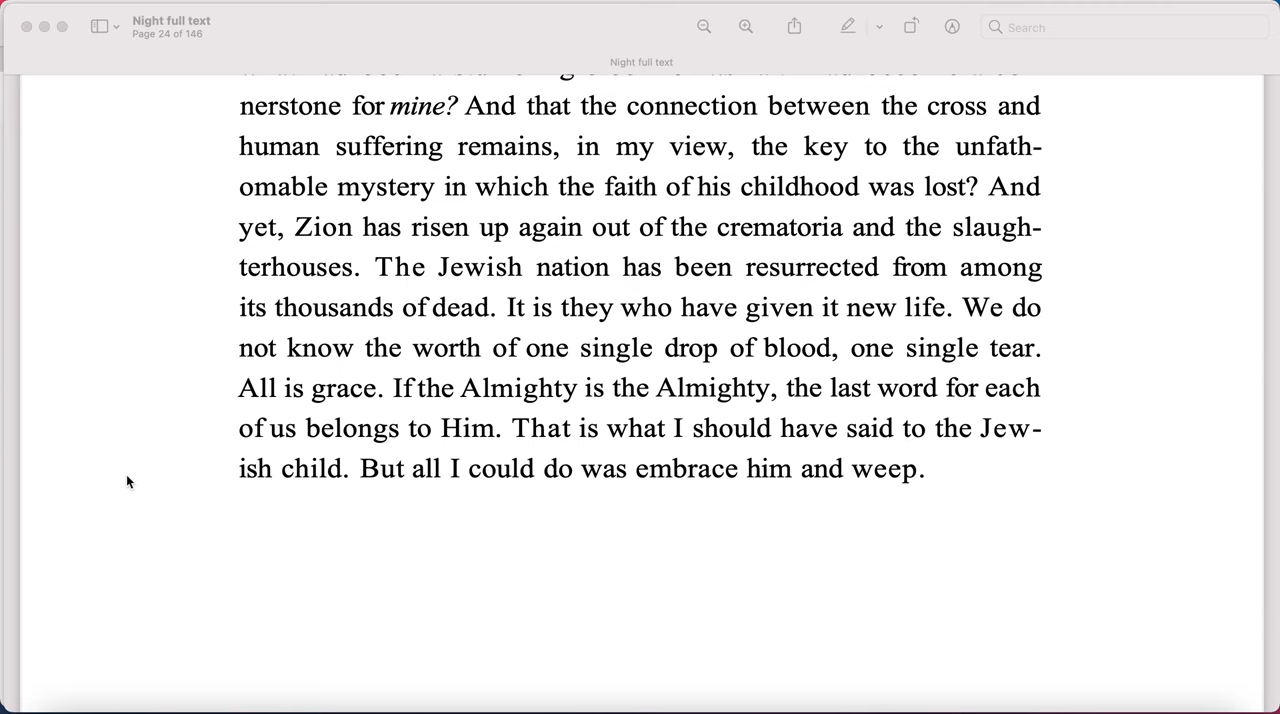 Night full text
Page 24 of 146
Search
Night full text
nerstone for mine? And that the connection between the cross and
human suffering remains, in my view, the key to the unfath-
omable mystery in which the faith of his childhood was lost? And
yet, Zion has risen up again out of the crematoria and the slaugh-
terhouses. The Jewish nation has been resurrected from among
its thousands of dead. It is they who have given it new life. We do
not know the worth of one single drop of blood, one single tear.
All is grace. If the Almighty is the Almighty, the last word for each
of us belongs to Him. That is what I should have said to the Jew-
ish child. But all I could do was embrace him and weep.